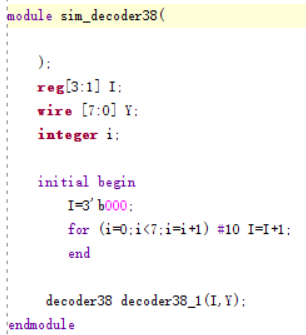 module sim_decoder38(
);
reg[3:1] I;
wire [7:0] Y;
integer i;
initial begin
I=3'b000;
for (i=0;i<7;i=i+1) #10 I=I+1;
end
decoder38 decoder38_1(I,Y);
endmodule